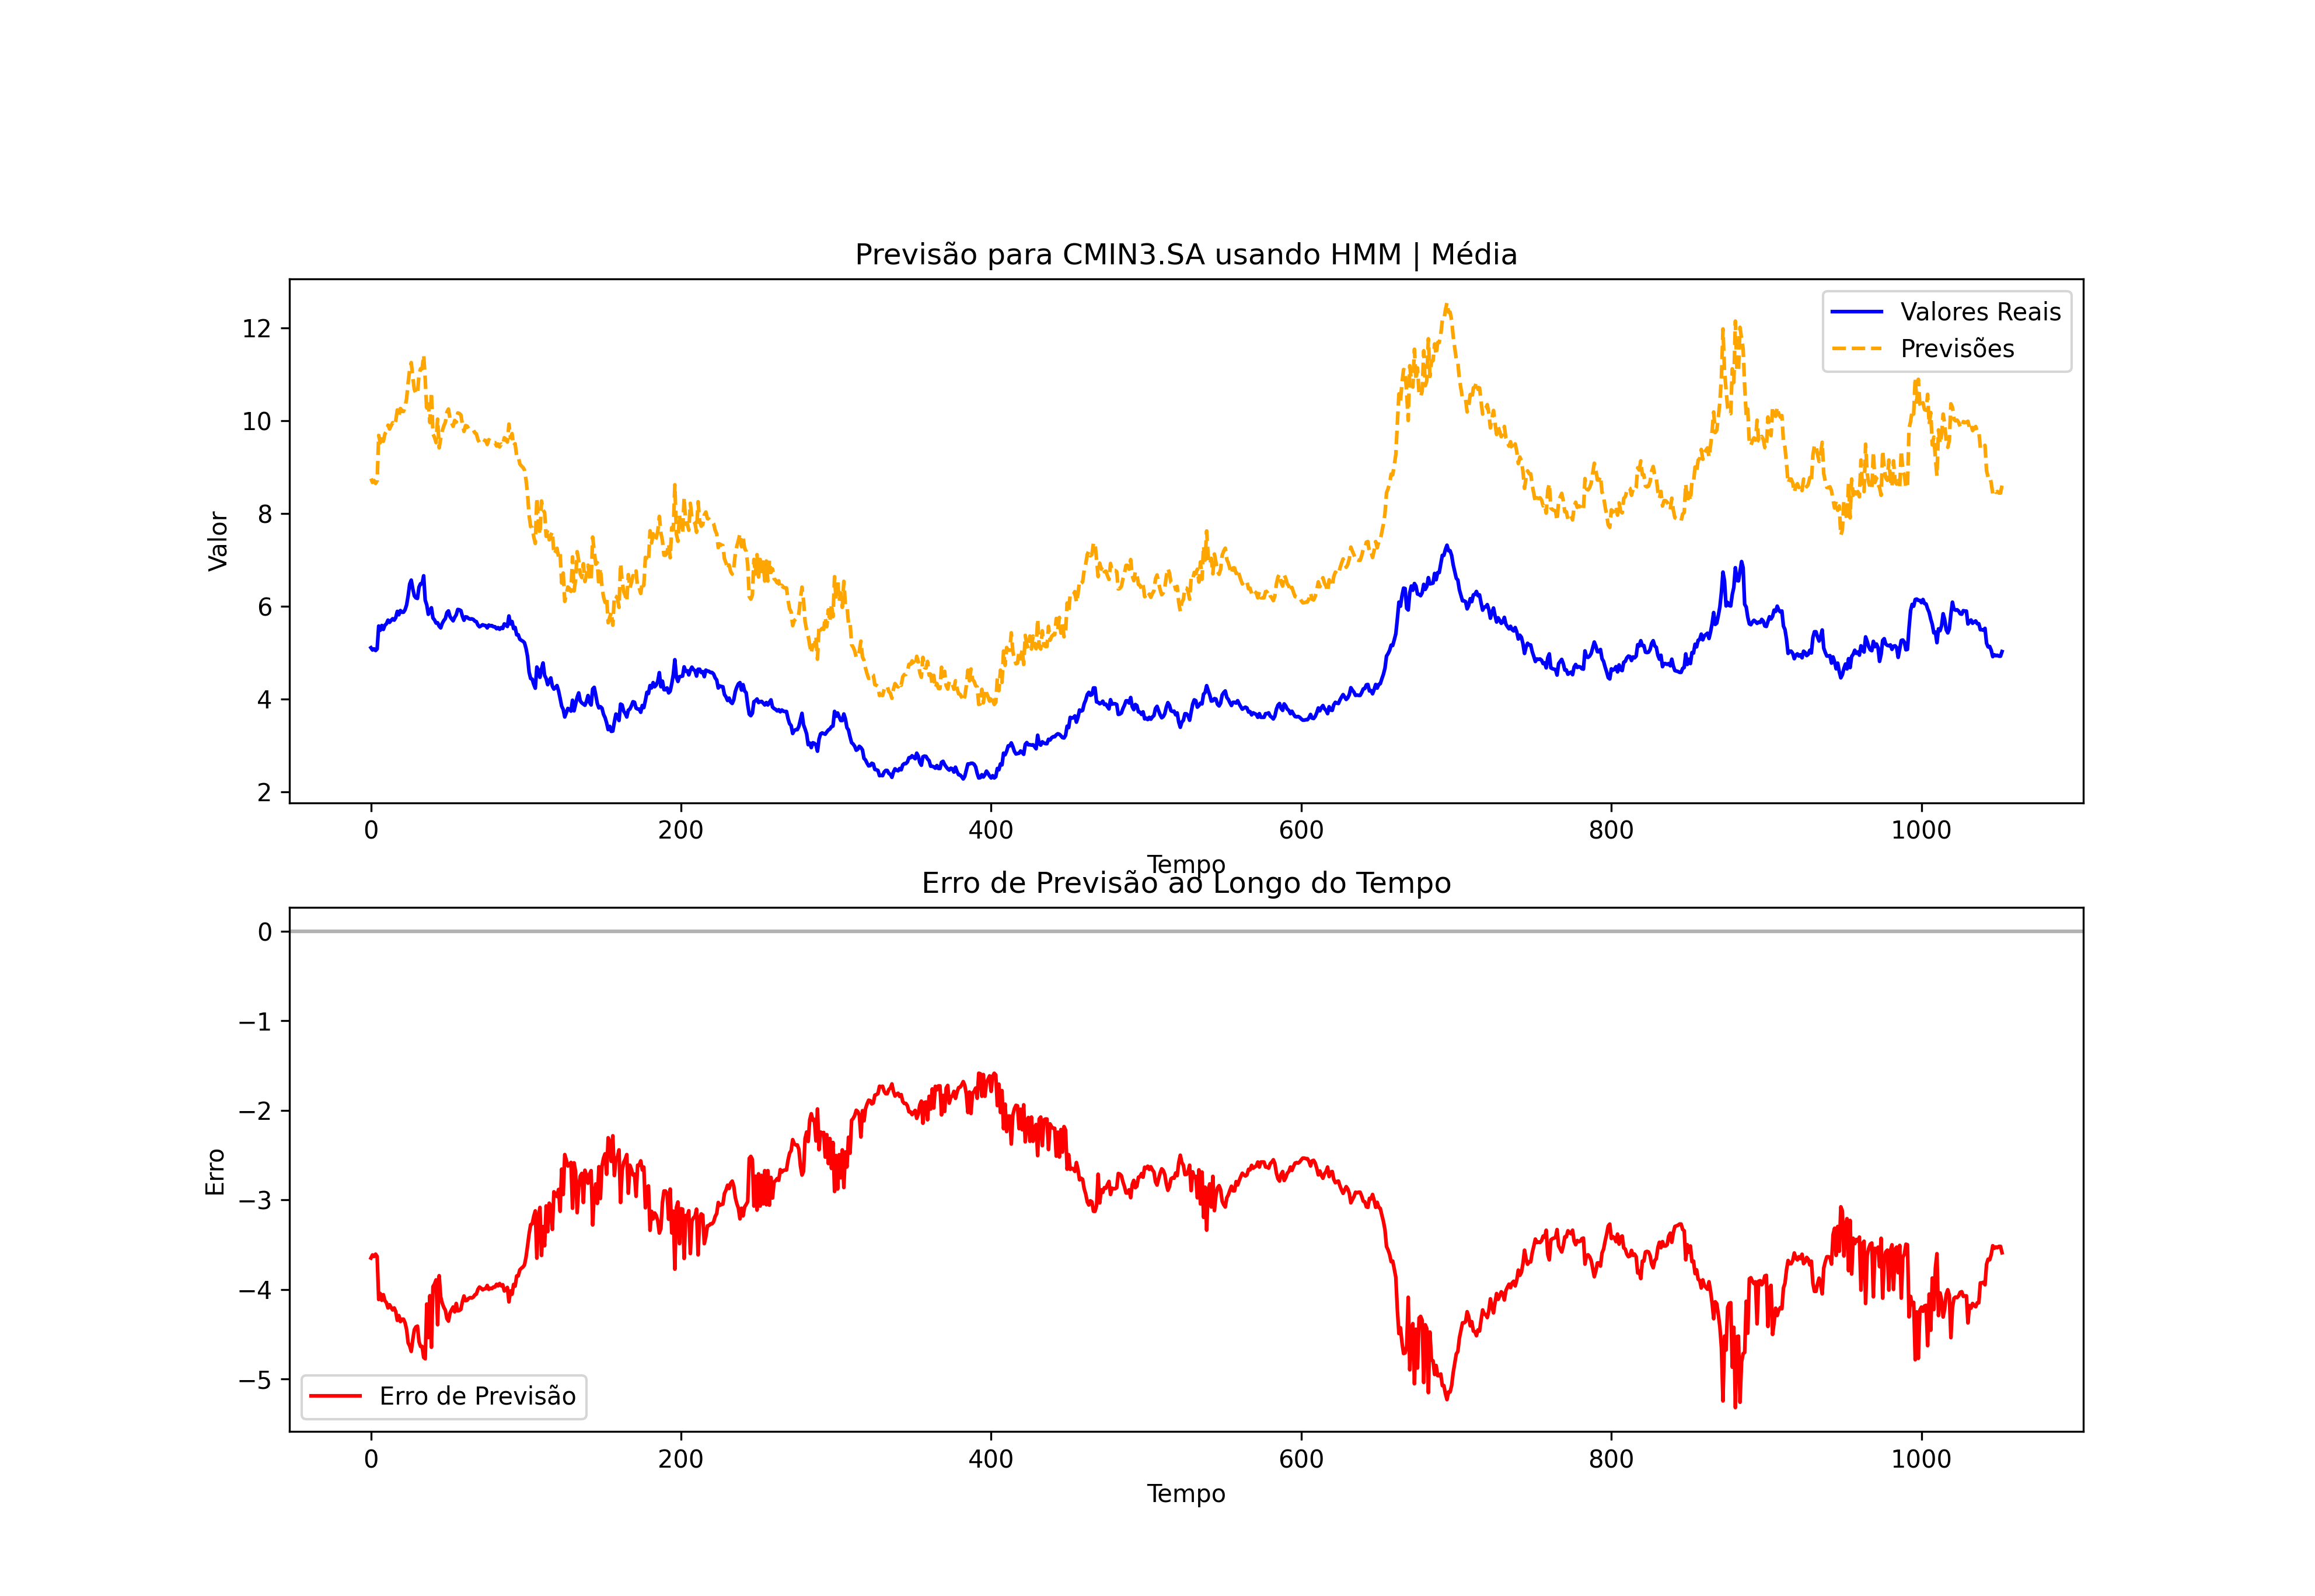 Previsão para CMIN3.SA usando HMM | Média
Valor
12
10
8
6
4
2
Valores Reais
Previsões
0 200 400 600 800 1000
Tempo
Erro de Previsão ao Longo do Tempo
Erro
0
−1
−2
−3
−4
−5
Erro de Previsão
0 200 400 600 800 1000
Tempo